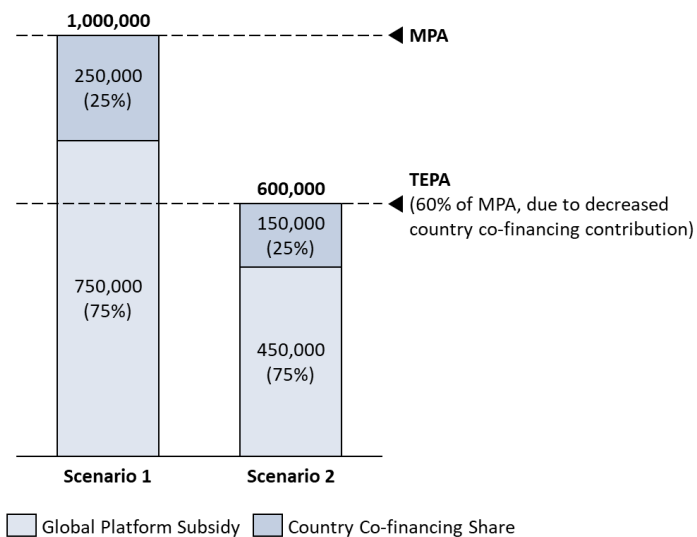 1,000,000
MPA
250,000
(25%)
TEPA
(60% of MPA, due to decreased
country co-financing contribution)
600,000
150,000
(25%)
750,000
(75%)
450,000
(75%)
Scenario 1
Scenario 2
Global Platform Subsidy
Country Co-financing Share